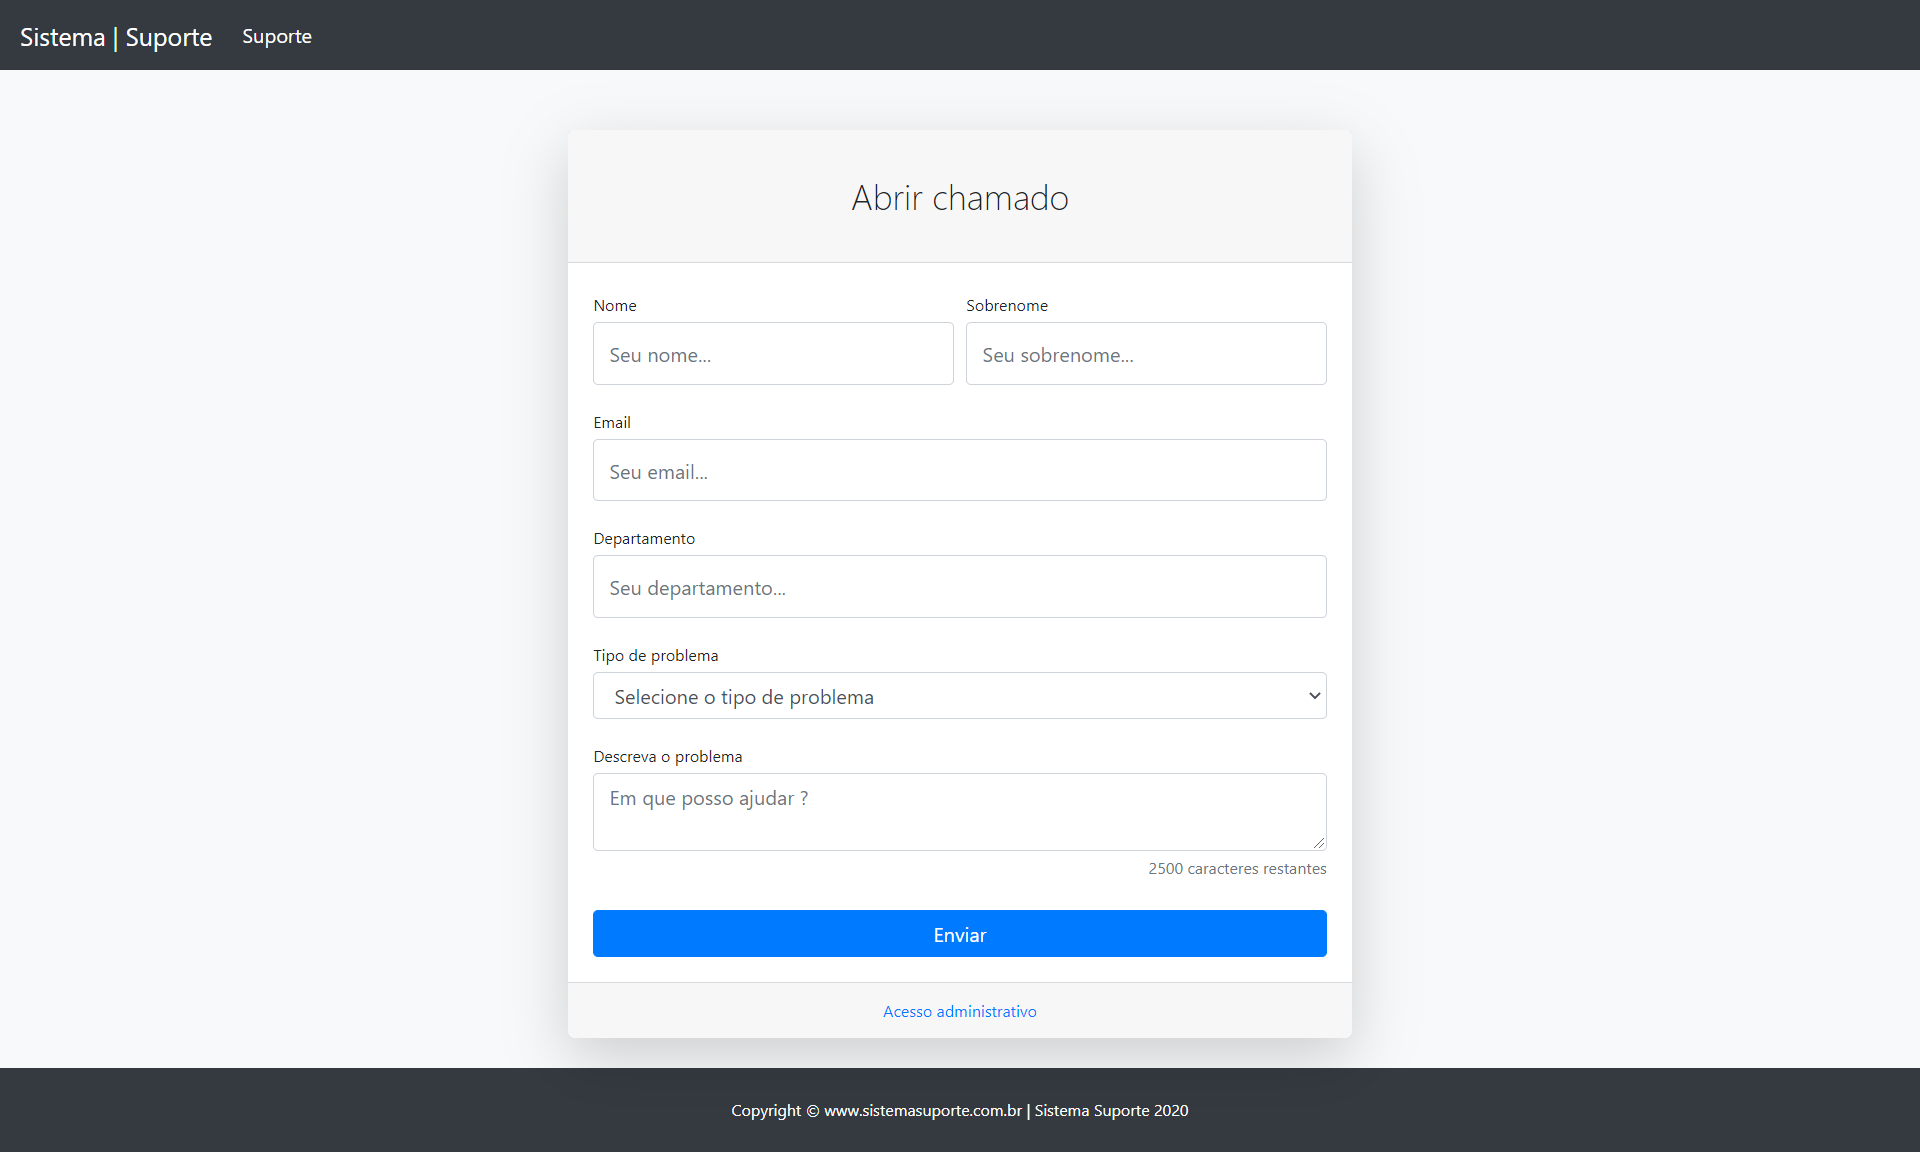 Sistema | Suporte Suporte
Abrir chamado
Nome Sobrenome
Seu nome... Seu sobrenome...
Email
Seu email...
Departamento
Seu departamento...
Tipo de problema
Selecione o tipo de problema
Descreva o problema
Em que posso ajudar ?
2500 caracteres restantes
Enviar
Acesso administrativo
Copyright © www.sistemasuporte.com.br | Sistema Suporte 2020